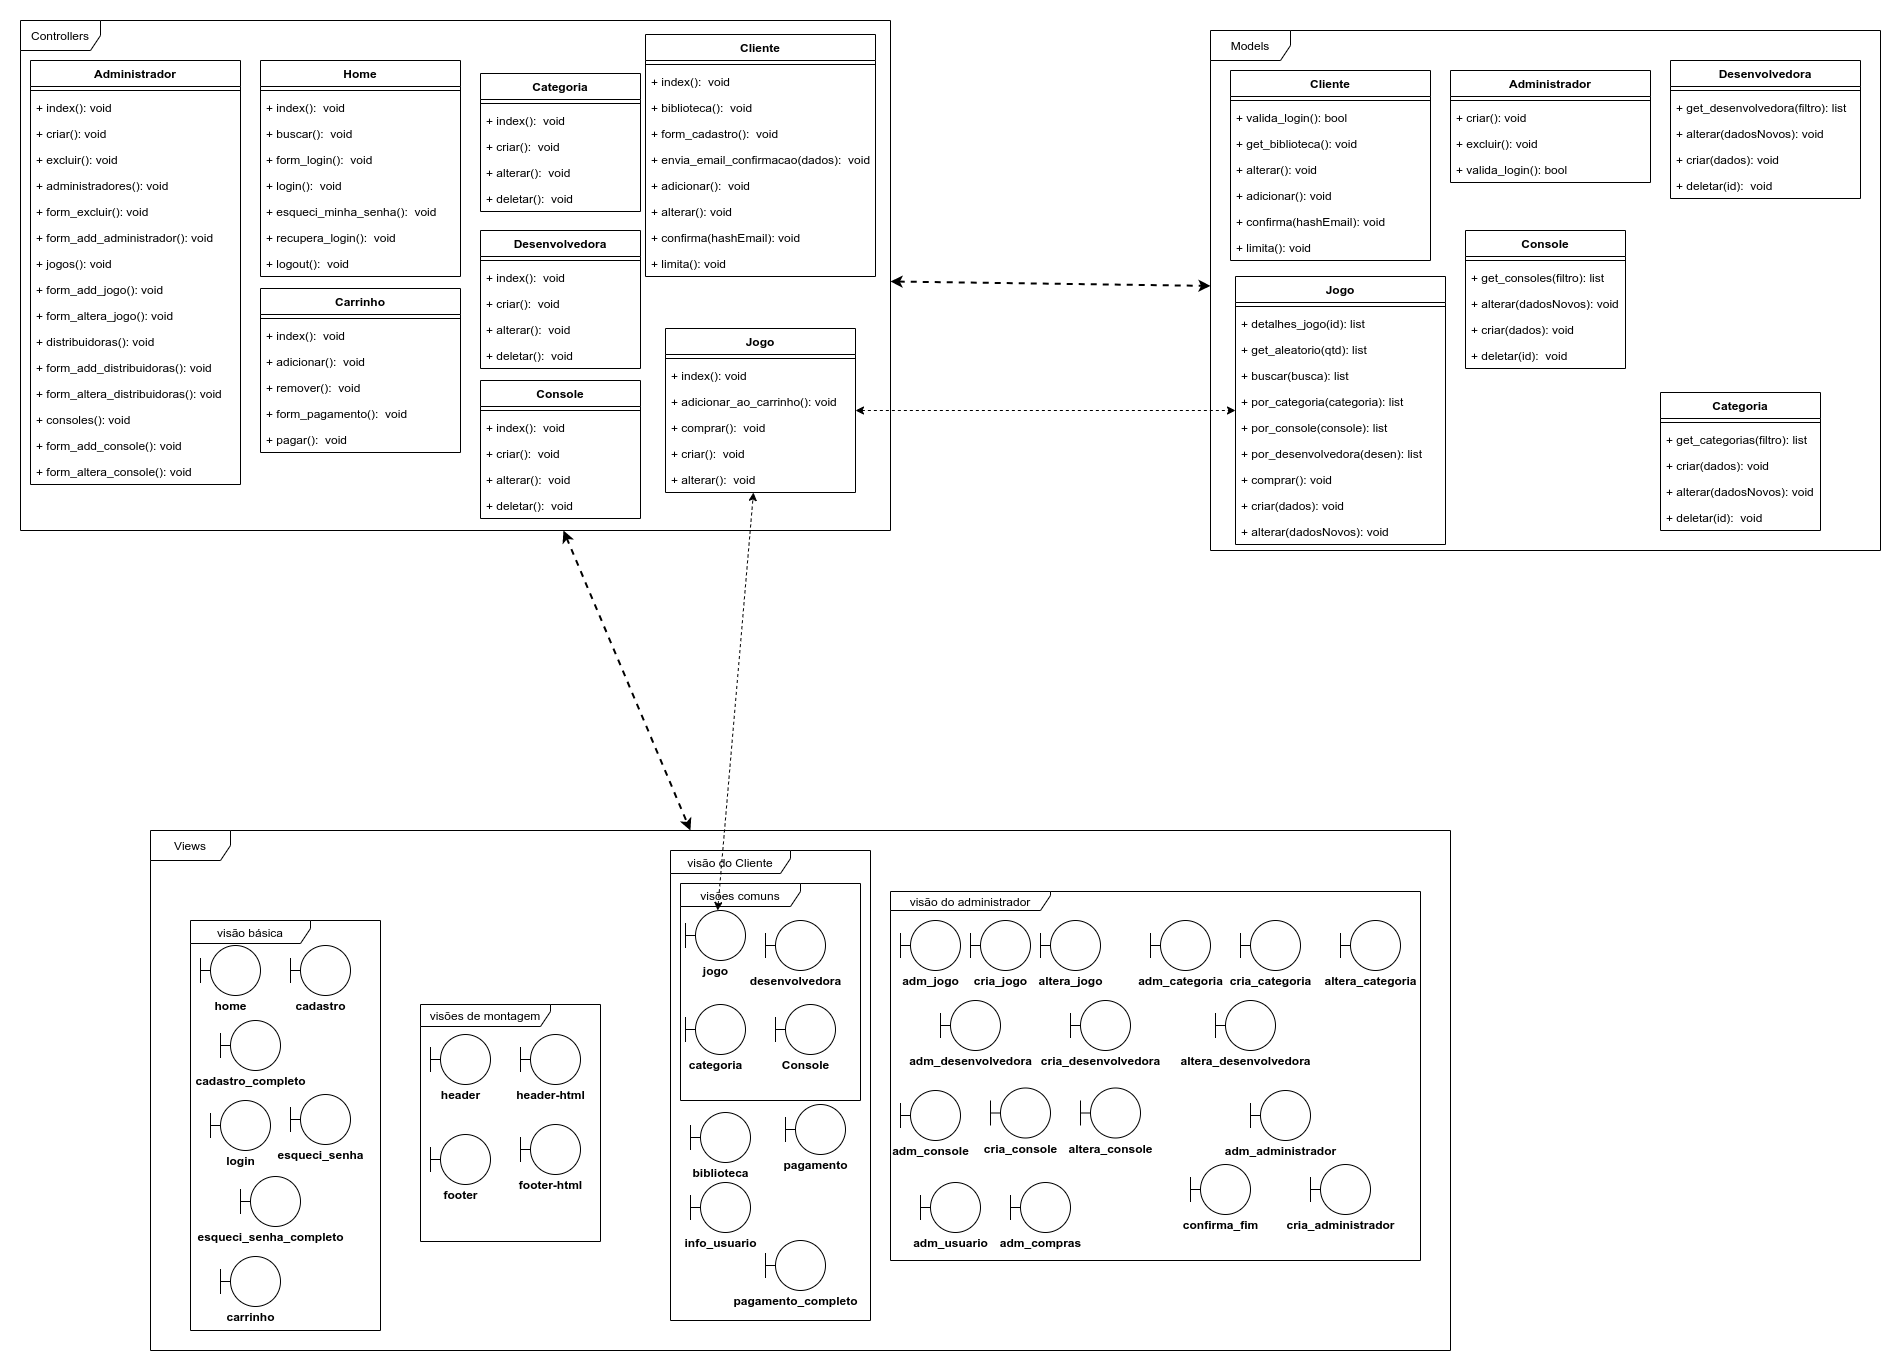 Controllers
Administrador
+ index(): void
+ criar(): void
+ excluir(): void
+ administradores(): void
+ form_excluir(): void
+ form_add_administrador(): void
+ jogos(): void
+ form_add_jogo(): void
+ form_altera_jogo(): void
+ distribuidoras(): void
+ form_add_distribuidoras(): void
+ form_altera_distribuidoras(): void
+ consoles(): void
+ form_add_console(): void
+ form_altera_console(): void
Home
+ index(): void
+ buscar(): void
+ form_login(): void
+ login(): void
+ esqueci_minha_senha(): void
+ recupera_login(): void
+ logout(): void
Carrinho
+ index(): void
+ adicionar(): void
+ remover(): void
+ form_pagamento(): void
+ pagar(): void
Categoria
+ index(): void
+ criar(): void
+ alterar(): void
+ deletar(): void
Desenvolvedora
+ index(): void
+ criar(): void
+ alterar(): void
+ deletar(): void
Console
+ index(): void
+ criar(): void
+ alterar(): void
+ deletar(): void
Cliente
+ index(): void
+ biblioteca(): void
+ form_cadastro(): void
+ envia_email_confirmacao(dados): void
+ adicionar(): void
+ alterar(): void
+ confirma(hashEmail): void
+ limita(): void
Jogo
+ index(): void
+ adicionar_ao_carrinho(): void
+ comprar(): void
+ criar(): void
+ alterar(): void
Models
Cliente
+ valida_login(): bool
+ get_biblioteca(): void
+ alterar(): void
+ adicionar(): void
+ confirma(hashEmail): void
+ limita(): void
Administrador
+ criar(): void
+ excluir(): void
+ valida_login(): bool
Desenvolvedora
+ get_desenvolvedora(filtro): list
+ alterar(dadosNovos): void
+ criar(dados): void
+ deletar(id): void
Console
+ get_consoles(filtro): list
+ alterar(dadosNovos): void
+ criar(dados): void
+ deletar(id): void
Jogo
+ detalhes_jogo(id): list
+ get_aleatorio(qtd): list
+ buscar(busca): list
+ por_categoria(categoria): list
+ por_console(console): list
+ por_desenvolvedora(desen): list
+ comprar(): void
+ criar(dados): void
+ alterar(dadosNovos): void
Categoria
+ get_categorias(filtro): list
+ criar(dados): void
+ alterar(dadosNovos): void
+ deletar(id): void
Views
visão básica
home
cadastro
cadastro_completo
login
esqueci_senha
esqueci_senha_completo
carrinho
visões de montagem
header
header-html
footer
footer-html
visão do Cliente
visões comuns
jogo
desenvolvedora
categoria
Console
biblioteca
pagamento
info_usuario
pagamento_completo
visão do administrador
adm_jogo
cria_jogo
altera_jogo
adm_categoria
cria_categoria
altera_categoria
adm_desenvolvedora
cria_desenvolvedora
altera_desenvolvedora
adm_console
cria_console
altera_console
adm_administrador
confirma_fim
cria_administrador
adm_usuario
adm_compras